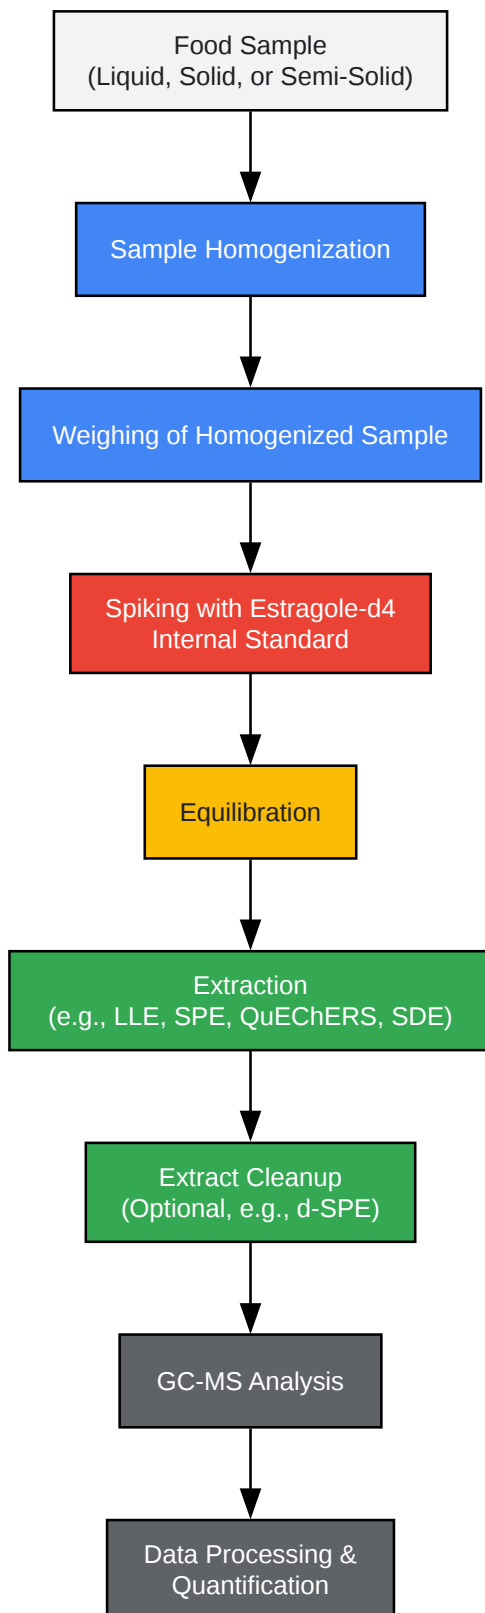 Food Sample
(Liquid, Solid, or Semi-Solid)
Sample Homogenization
Weighing of Homogenized Sample
Spiking with Estragole-d4
Internal Standard
Equilibration
Extraction
(e.g., LLE, SPE, QuEChERS, SDE)
Extract Cleanup
(Optional, e.g., d-SPE)
GC-MS Analysis
Data Processing &
Quantification